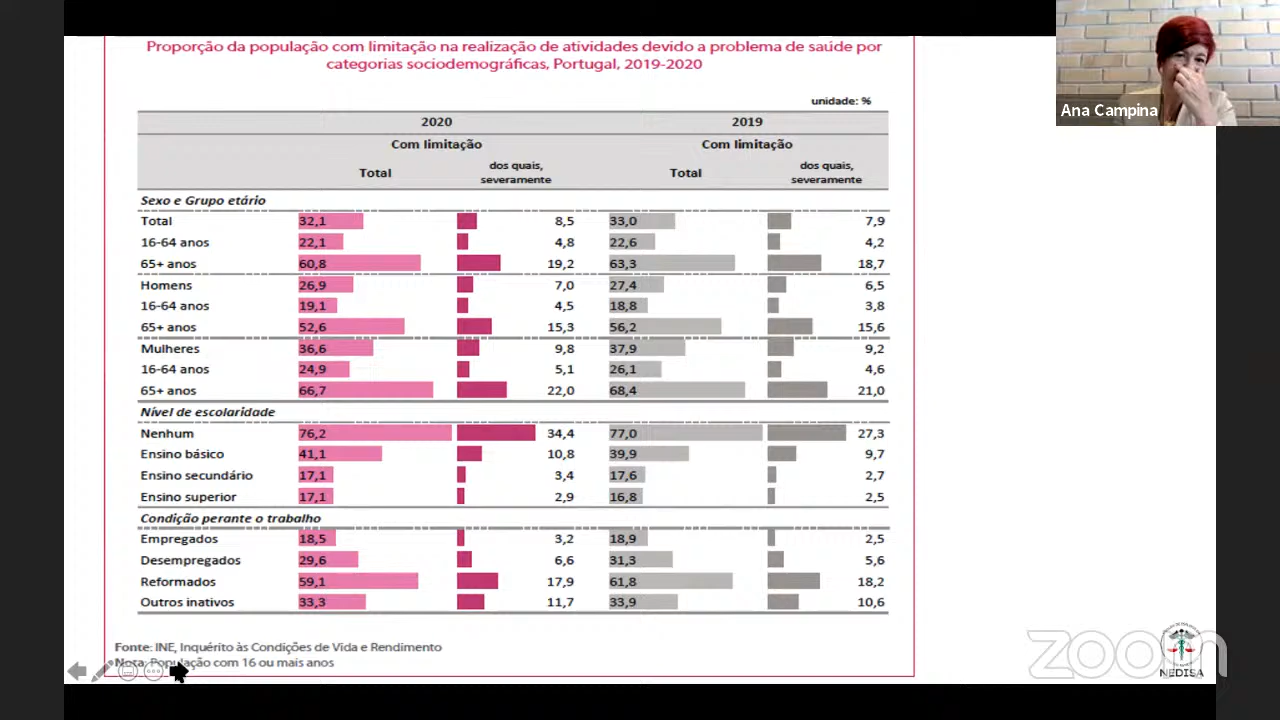 Proporção da população com limitação na realização de atividades devido a problema de saúde por
categorias sociodemográficas, Portugal, 2019-2020
Ana Campina
unidade: %
2020 2019
Com limitação Com limitação
Total dos quais, severamente Total dos quais, severamente
Sexo e Grupo etário
Total 32,1 8,5 33,0 7,9
16-64 anos 22,1 4,8 22,6 4,2
65+ anos 60,8 19,2 63,3 18,7
Homens 26,9 7,0 27,4 6,5
16-64 anos 19,1 4,5 18,8 3,8
65+ anos 52,6 15,3 56,2 15,6
Mulheres 36,6 9,8 37,9 9,2
16-64 anos 24,9 5,1 26,1 4,6
65+ anos 66,7 22,0 68,4 21,0
Nível de escolaridade
Nenhum 76,2 34,4 77,0 27,3
Ensino básico 41,1 10,8 39,9 9,7
Ensino secundário 17,1 3,4 17,6 2,7
Ensino superior 17,1 2,9 16,8 2,5
Condição perante o trabalho
Empregados 18,5 3,2 18,9 2,5
Desempregados 29,6 6,6 31,3 5,6
Reformados 59,1 17,9 61,8 18,2
Outros inativos 33,3 11,7 33,9 10,6
Fonte: INE, Inquérito às Condições de Vida e Rendimento
Nota: População com 16 ou mais anos
zoom
NEDISA